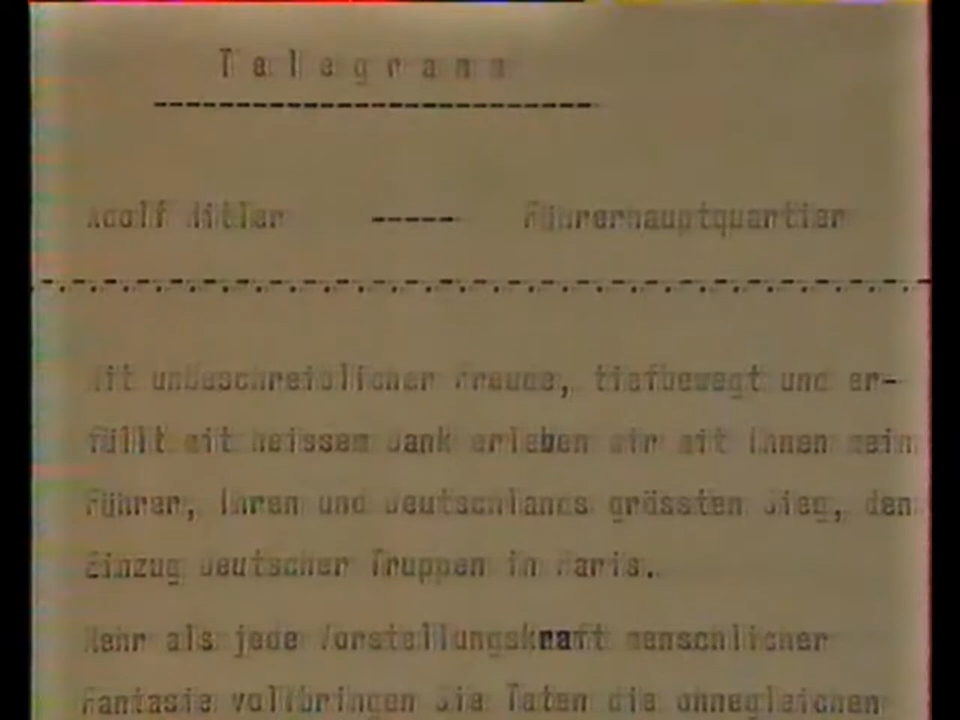 Telegramm
Adolf Hitler ----- Führerhauptquartier
Mit unbeschreiblicher Freude, tiefbewegt und er-
füllt mit heissem Dank erleben wir mit Ihnen mein
Führer, Ihren und Deutschlands grössten Sieg, den
Einzug deutscher Truppen in Paris.
Mehr als jede Vorstellungskraft menschlicher
Fantasie vollbringen Sie Taten die ohnegleichen